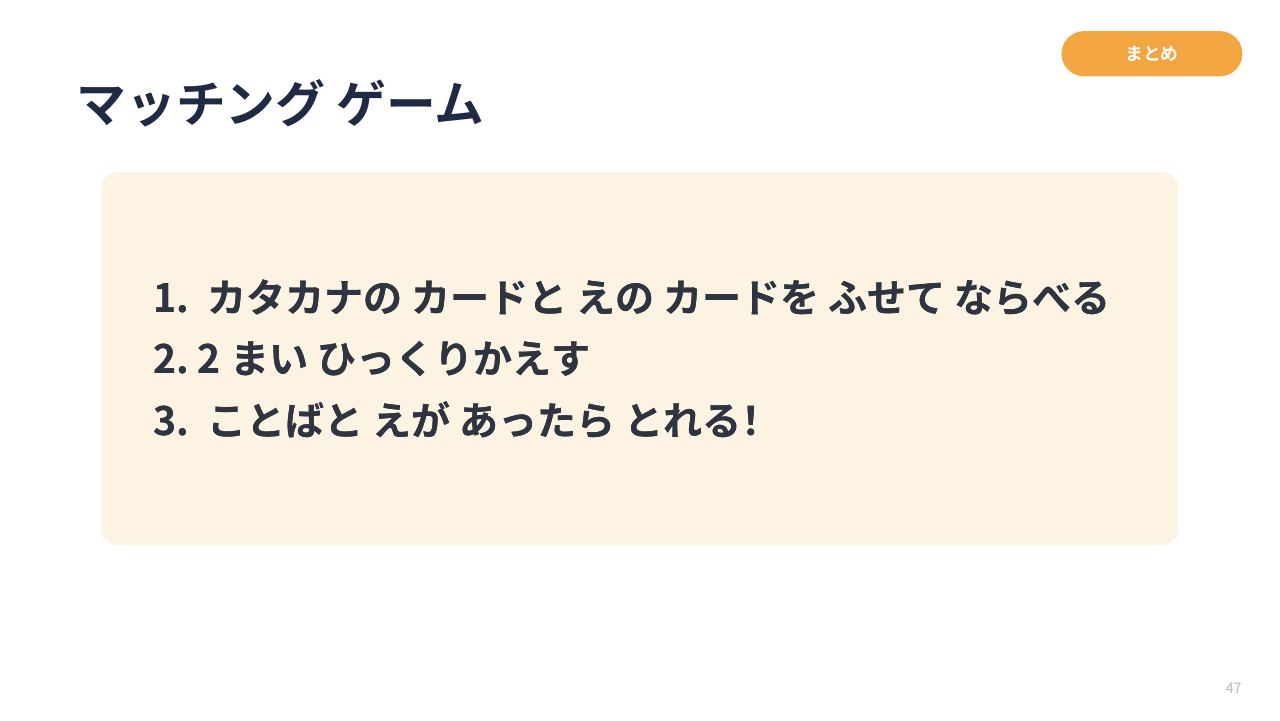 まとめ
マッチング ゲーム
1. カタカナの カードと えの カードを ふせて ならべる
2. 2 まい ひっくりかえす
3. ことばと えが あったら とれる！
47